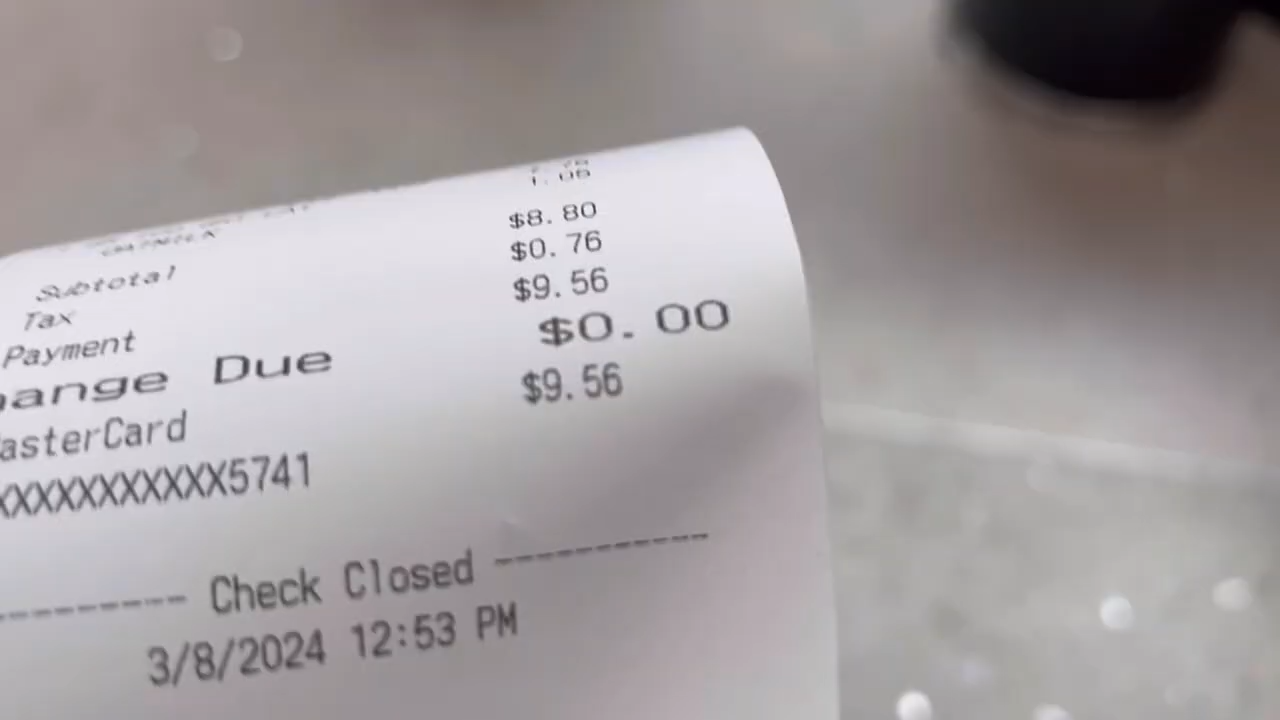 $8.80
Subtotal $0.76
Tax $9.56
Payment $0.00
ange Due $9.56
asterCard
XXXXXXXXXXX5741
---------- Check Closed -----------
3/8/2024 12:53 PM